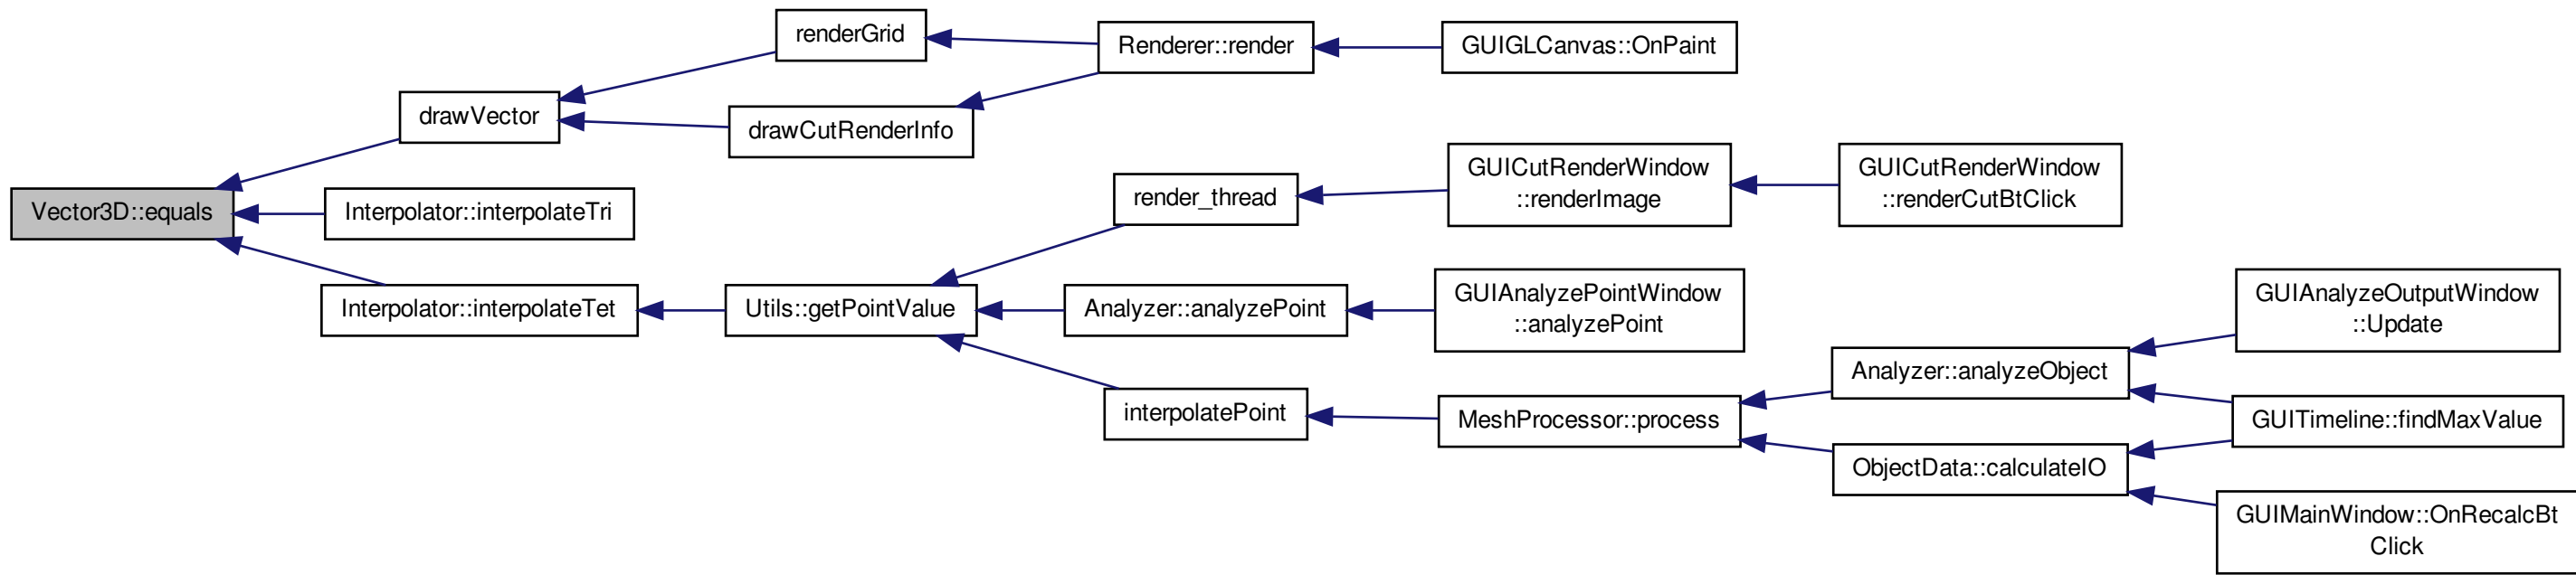 renderGrid
Renderer::render
GUIGLCanvas::OnPaint
drawVector
drawCutRenderInfo
Vector3D::equals
Interpolator::interpolateTri
render_thread
GUICutRenderWindow
::renderImage
GUICutRenderWindow
::renderCutBtClick
Interpolator::interpolateTet
Utils::getPointValue
Analyzer::analyzePoint
GUIAnalyzePointWindow
::analyzePoint
interpolatePoint
MeshProcessor::process
Analyzer::analyzeObject
GUIAnalyzeOutputWindow
::Update
GUITimeline::findMaxValue
ObjectData::calculateIO
GUIMainWindow::OnRecalcBt
Click